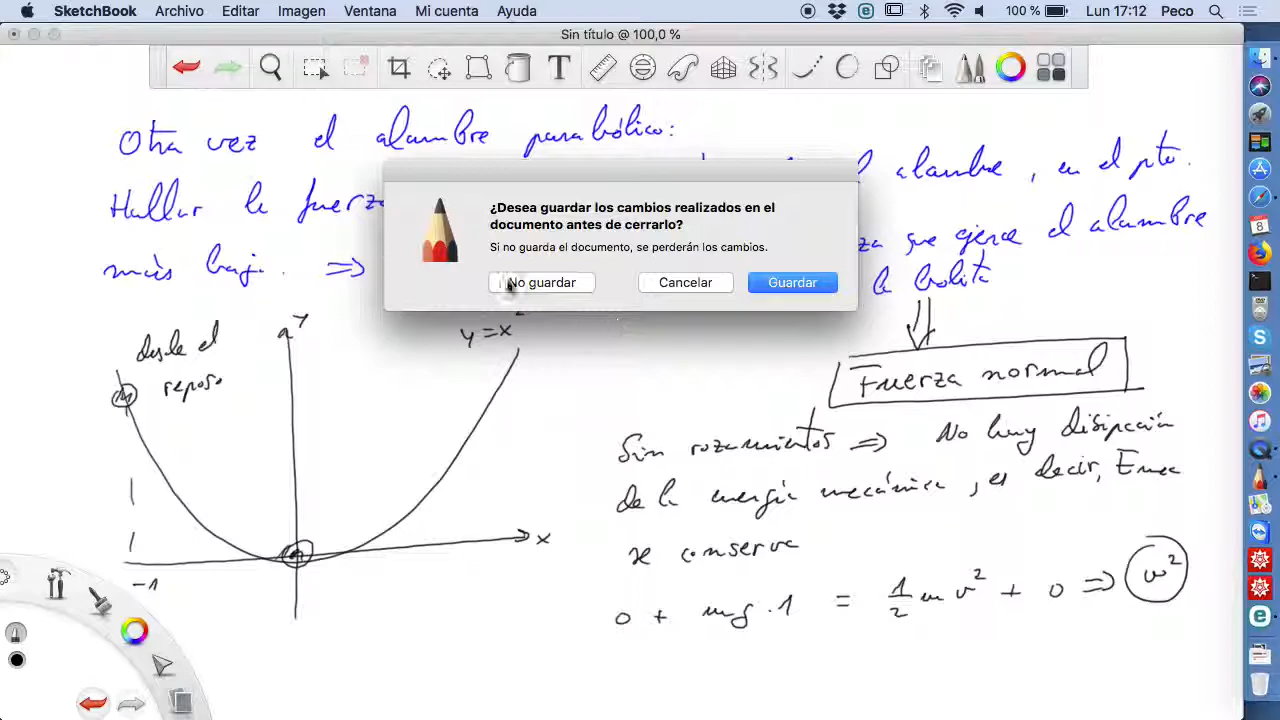 SketchBook Archivo Editar Imagen Ventana Mi cuenta Ayuda 100 % Lun 17:12 Peco
Sin título @ 100,0 %
Otra vez el alambre parabólico:
Hallar la fuerza el alambre, en el pto.
más bajo. ⇒ que ejerce el alambre
la bolita
¿Desea guardar los cambios realizados en el
documento antes de cerrarlo?
Si no guarda el documento, se perderán los cambios.
No guardar Cancelar Guardar
desde el
reposo
y
y = x²
x
-1
Fuerza normal
Sin rozamientos ⇒ No hay disipación
de la energía mecánica, es decir, Emec
se conserva
0 + mg.1 = 1/2 m v² + 0 ⇒ v²